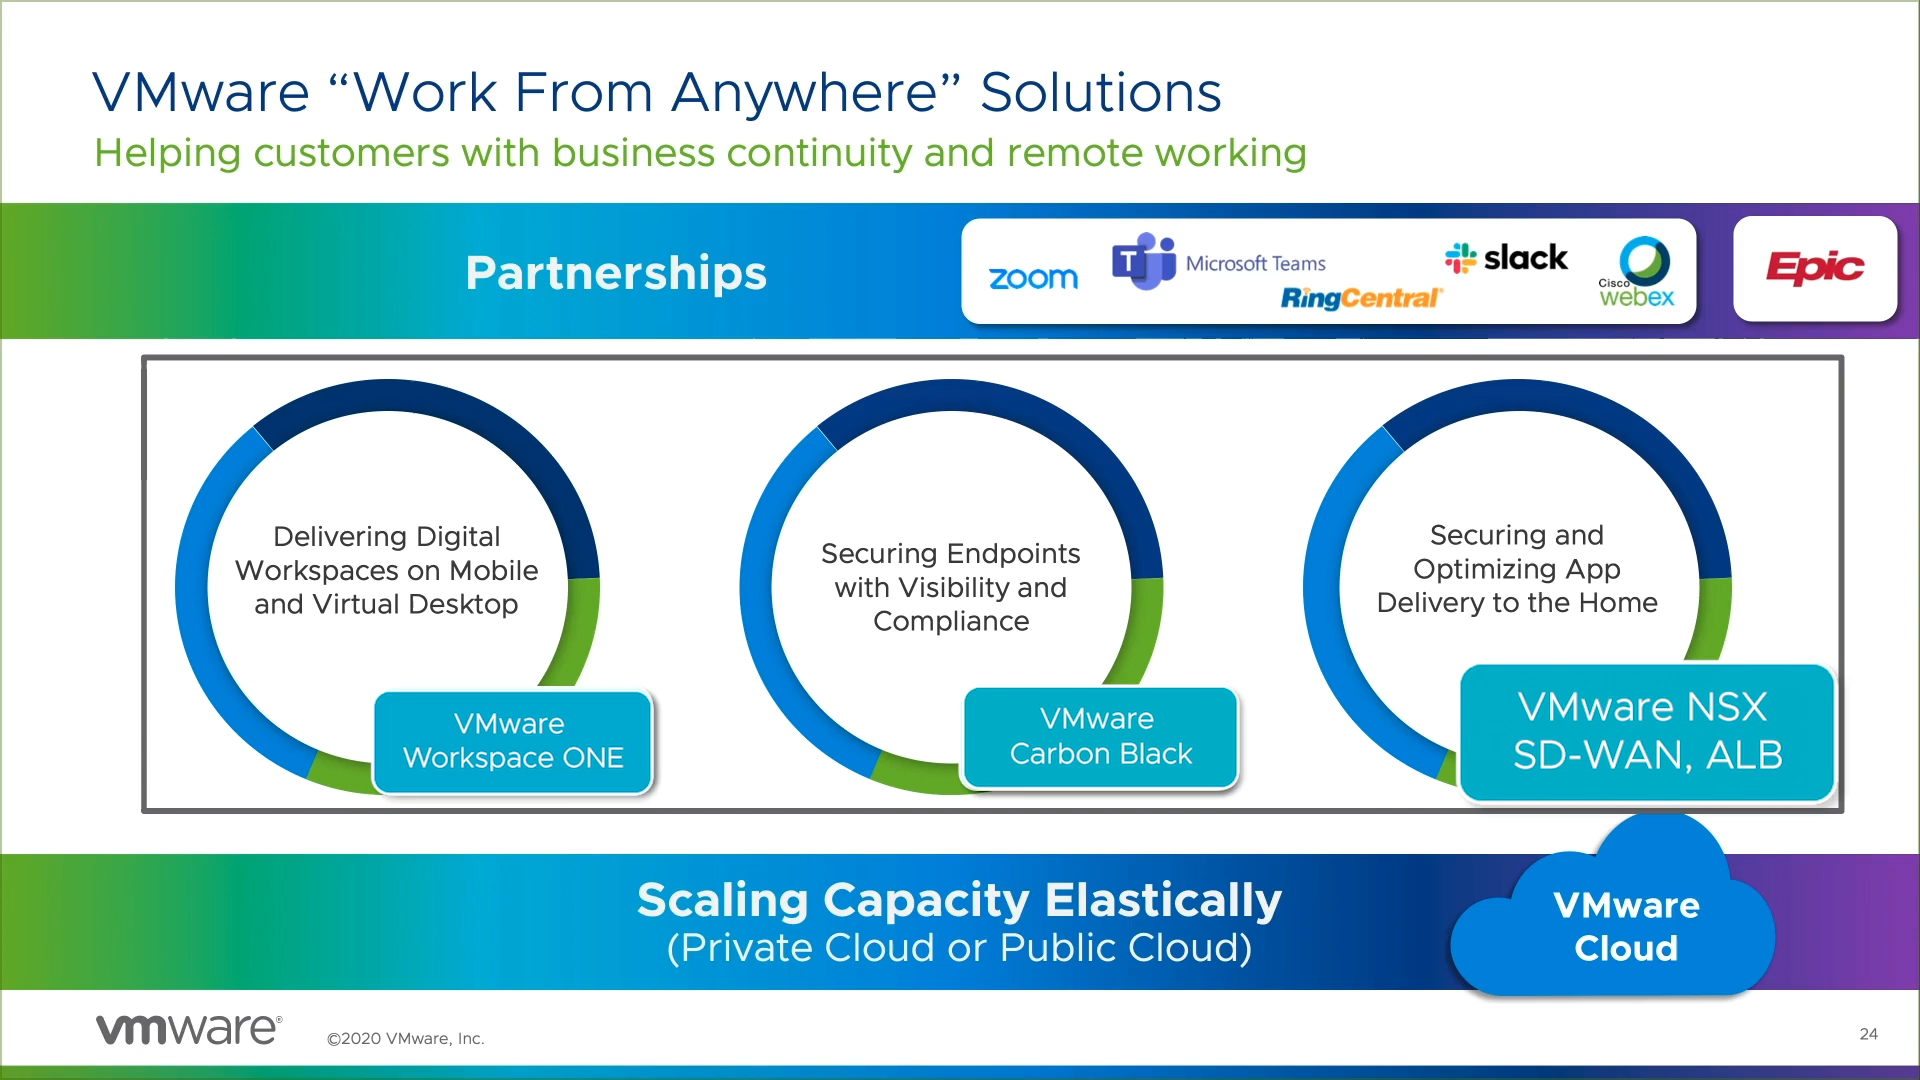 VMware “Work From Anywhere” Solutions
Helping customers with business continuity and remote working
Partnerships
zoom
T
Microsoft Teams
RingCentral®
slack
Cisco
webex
Epic
Delivering Digital
Workspaces on Mobile
and Virtual Desktop
VMware
Workspace ONE
Securing Endpoints
with Visibility and
Compliance
VMware
Carbon Black
Securing and
Optimizing App
Delivery to the Home
VMware NSX
SD-WAN, ALB
Scaling Capacity Elastically
(Private Cloud or Public Cloud)
VMware
Cloud
vmware®
©2020 VMware, Inc.
24